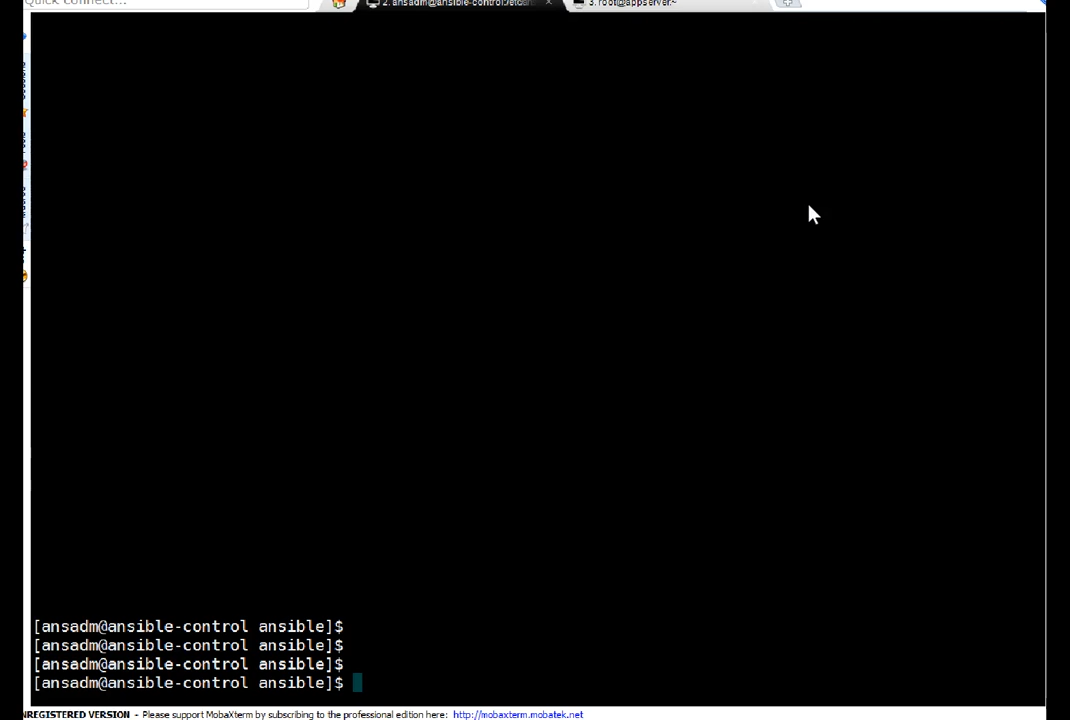 Quick connect...
2. ansadm@ansible-control:/etc/an
3. root@appserver:~
[ansadm@ansible-control ansible]$
[ansadm@ansible-control ansible]$
[ansadm@ansible-control ansible]$
[ansadm@ansible-control ansible]$
NREGISTERED VERSION - Please support MobaXterm by subscribing to the professional edition here: http://mobaxterm.mobatek.net